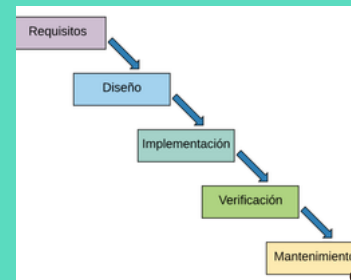 Requisitos
Diseño
Implementación
Verificación
Mantenimiento